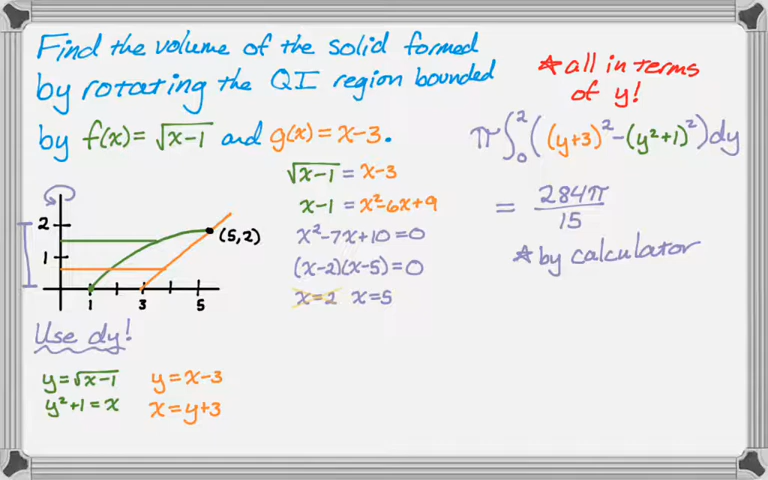 Find the volume of the solid formed
by rotating the QI region bounded
by f(x) = √x-1 and g(x) = x-3.
* all in terms
of y!
π∫₀² ( (y+3)² - (y²+1)² ) dy
= 284π/15
* by calculator
√x-1 = x-3
x-1 = x²-6x+9
x²-7x+10=0
(x-2)(x-5)=0
x=2 x=5
2
1
(5,2)
1 3 5
Use dy!
y=√x-1 y=x-3
y²+1=x x=y+3